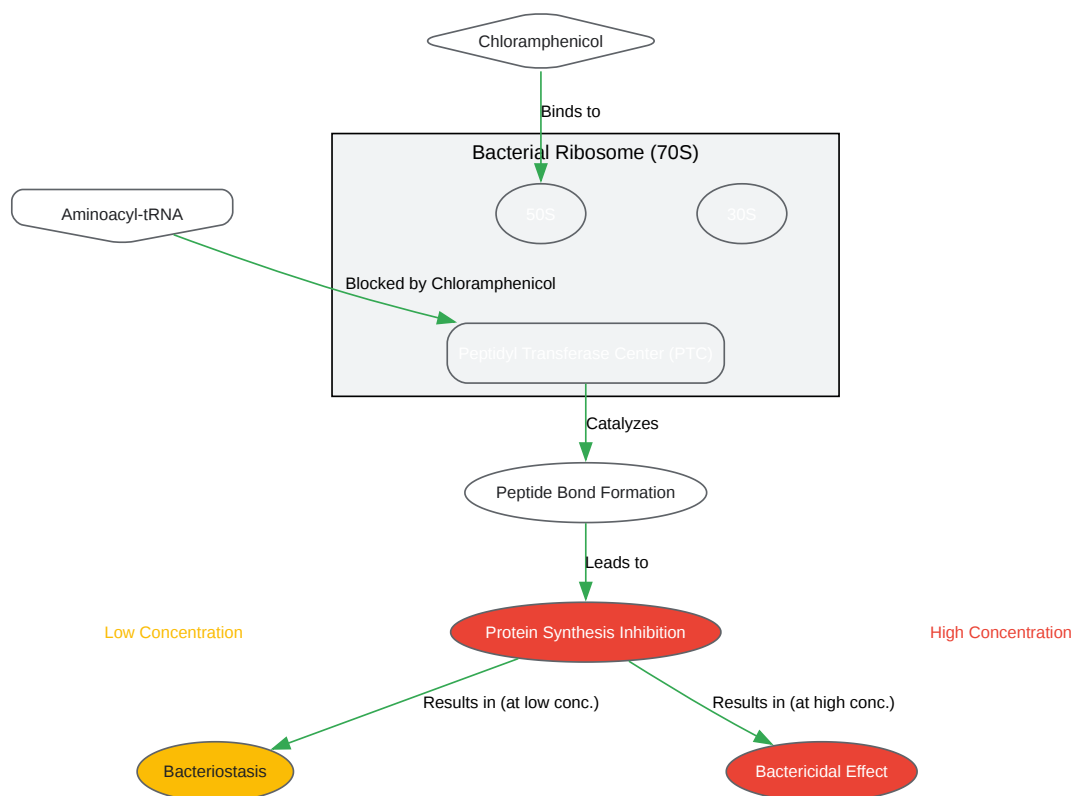 Chloramphenicol
Binds to
Bacterial Ribosome (70S)
50S
30S
Aminoacyl-tRNA
Blocked by Chloramphenicol
Peptidyl Transferase Center (PTC)
Catalyzes
Peptide Bond Formation
Leads to
Low Concentration
Protein Synthesis Inhibition
High Concentration
Results in (at low conc.)
Results in (at high conc.)
Bacteriostasis
Bactericidal Effect